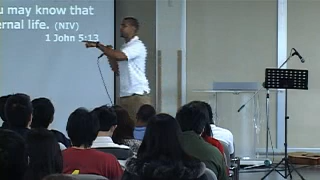 u may know that
ernal life. (NIV)
1 John 5:13